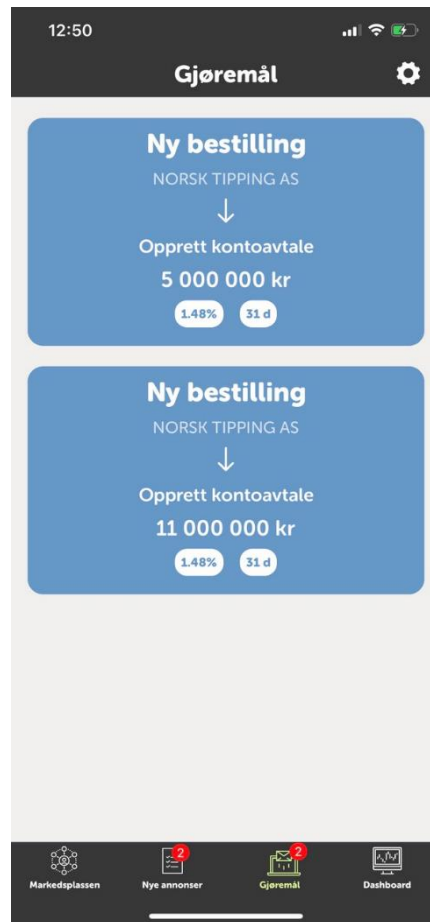 12:50
Gjøremål
Ny bestilling
NORSK TIPPING AS
Opprett kontoavtale
5 000 000 kr
1.48% 31 d
Ny bestilling
NORSK TIPPING AS
Opprett kontoavtale
11 000 000 kr
1.48% 31 d
2 2
Markedsplassen Nye annonser Gjøremål Dashboard